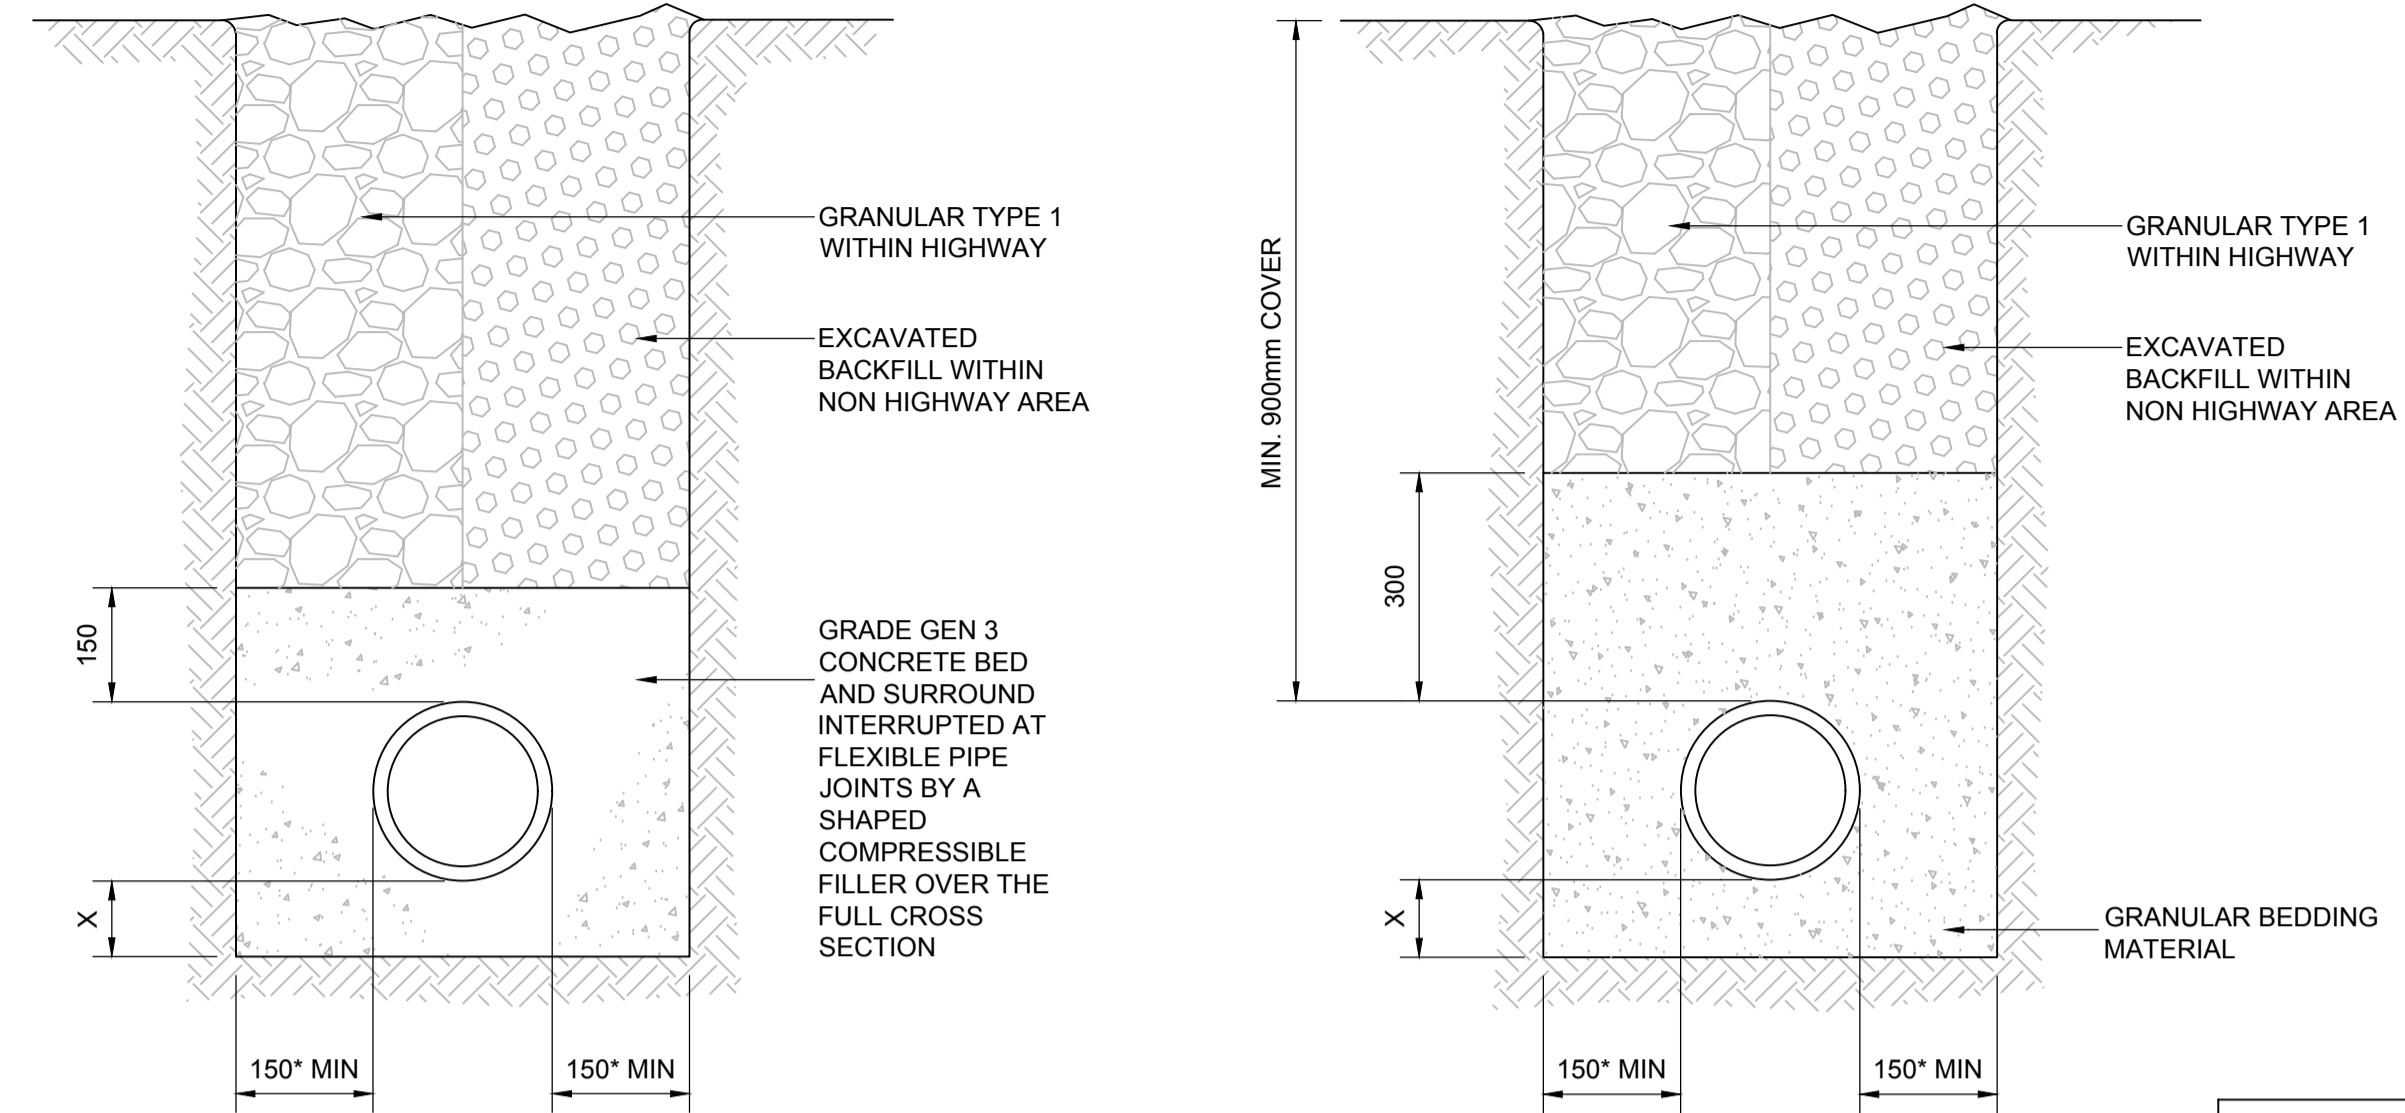 GRANULAR TYPE 1
WITHIN HIGHWAY
EXCAVATED
BACKFILL WITHIN
NON HIGHWAY AREA
150
GRADE GEN 3
CONCRETE BED
AND SURROUND
INTERRUPTED AT
FLEXIBLE PIPE
JOINTS BY A
SHAPED
COMPRESSIBLE
FILLER OVER THE
FULL CROSS
SECTION
X
150* MIN
150* MIN
MIN. 900mm COVER
GRANULAR TYPE 1
WITHIN HIGHWAY
EXCAVATED
BACKFILL WITHIN
NON HIGHWAY AREA
300
X
GRANULAR BEDDING
MATERIAL
150* MIN
150* MIN